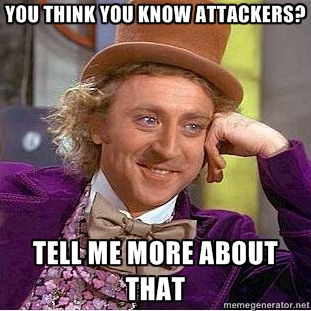 YOU THINK YOU KNOW ATTACKERS?
TELL ME MORE ABOUT
THAT
memegenerator.net